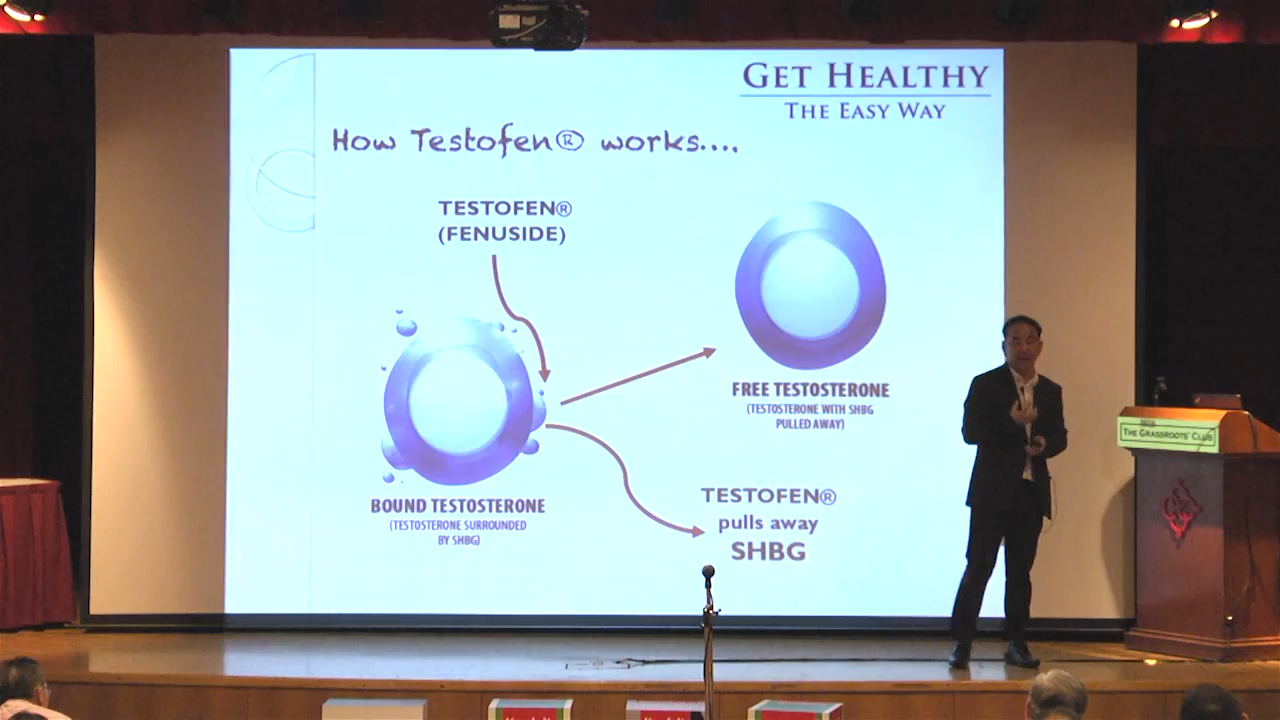 GET HEALTHY
THE EASY WAY
How Testofen® works....
TESTOFEN®
(FENUSIDE)
FREE TESTOSTERONE
(TESTOSTERONE WITH SHBG
PULLED AWAY)
BOUND TESTOSTERONE
(TESTOSTERONE SURROUNDED
BY SHBG)
TESTOFEN®
pulls away
SHBG
THE GRASSROOTS' CLUB